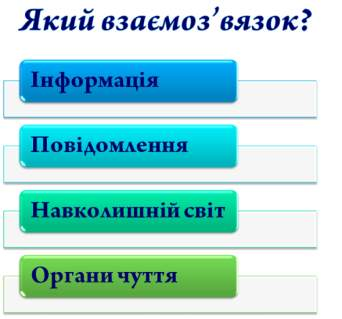 Який взаємозв'язок?
Інформація
Повідомлення
Навколишній світ
Органи чуття